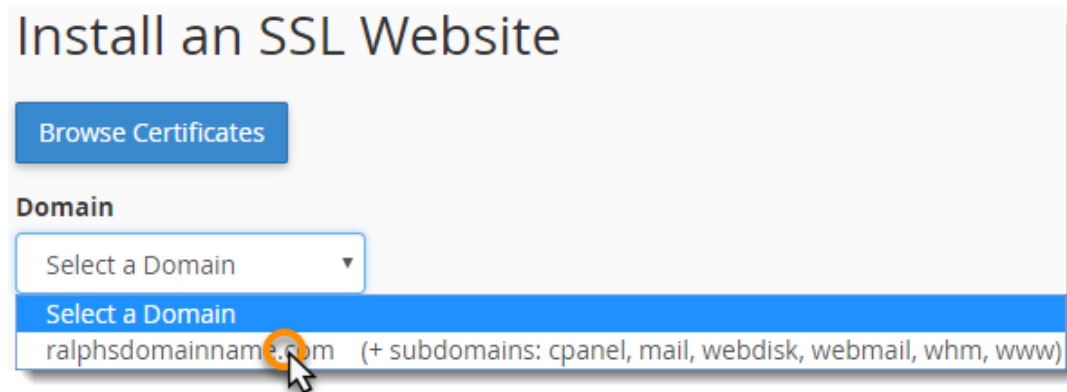 Install an SSL Website
Browse Certificates
Domain
Select a Domain
Select a Domain
ralphsdomainname.com (+ subdomains: cpanel, mail, webdisk, webmail, whm, www)